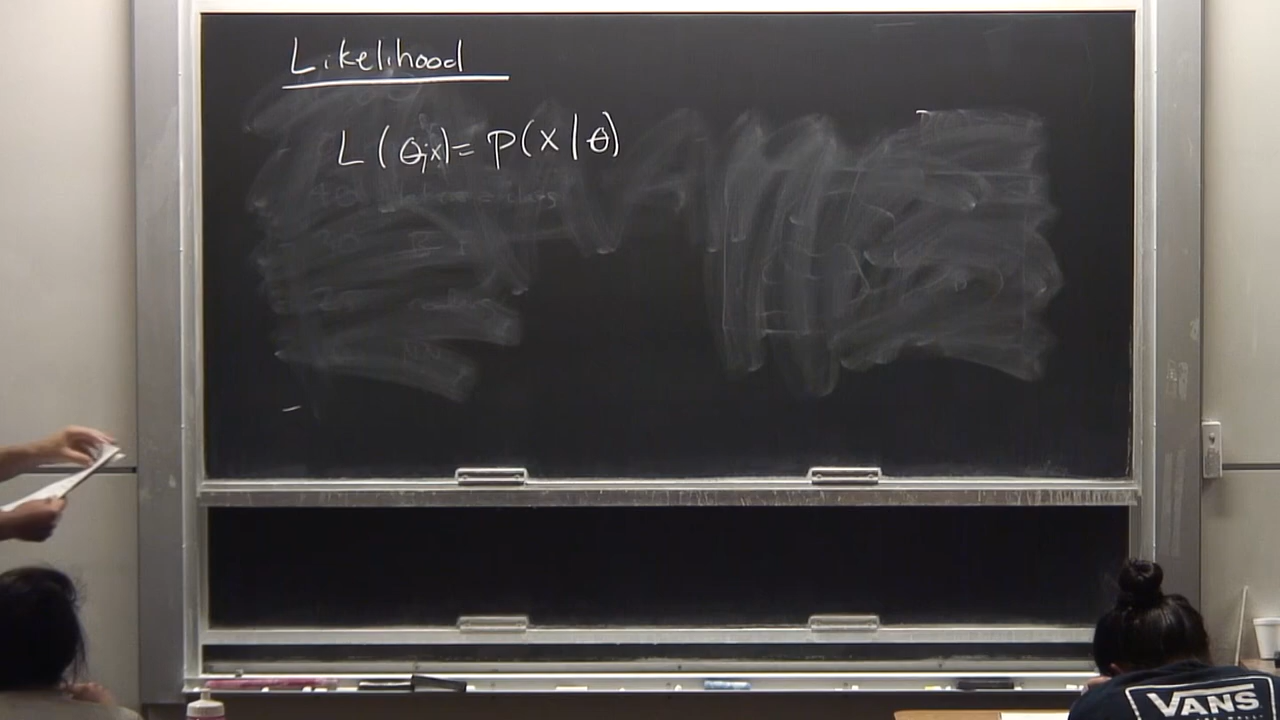 Likelihood
L(θ;x)= p(x|θ)
VANS